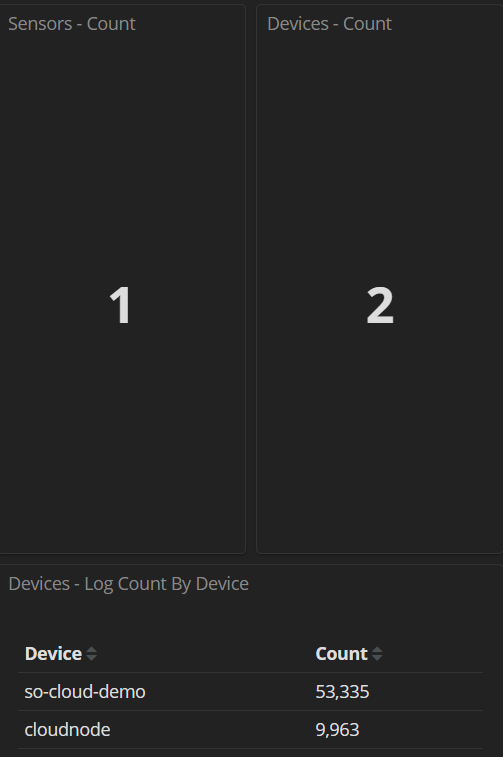 Sensors - Count
Devices - Count
1
2
Devices - Log Count By Device
Device Count
so-cloud-demo 53,335
cloudnode 9,963